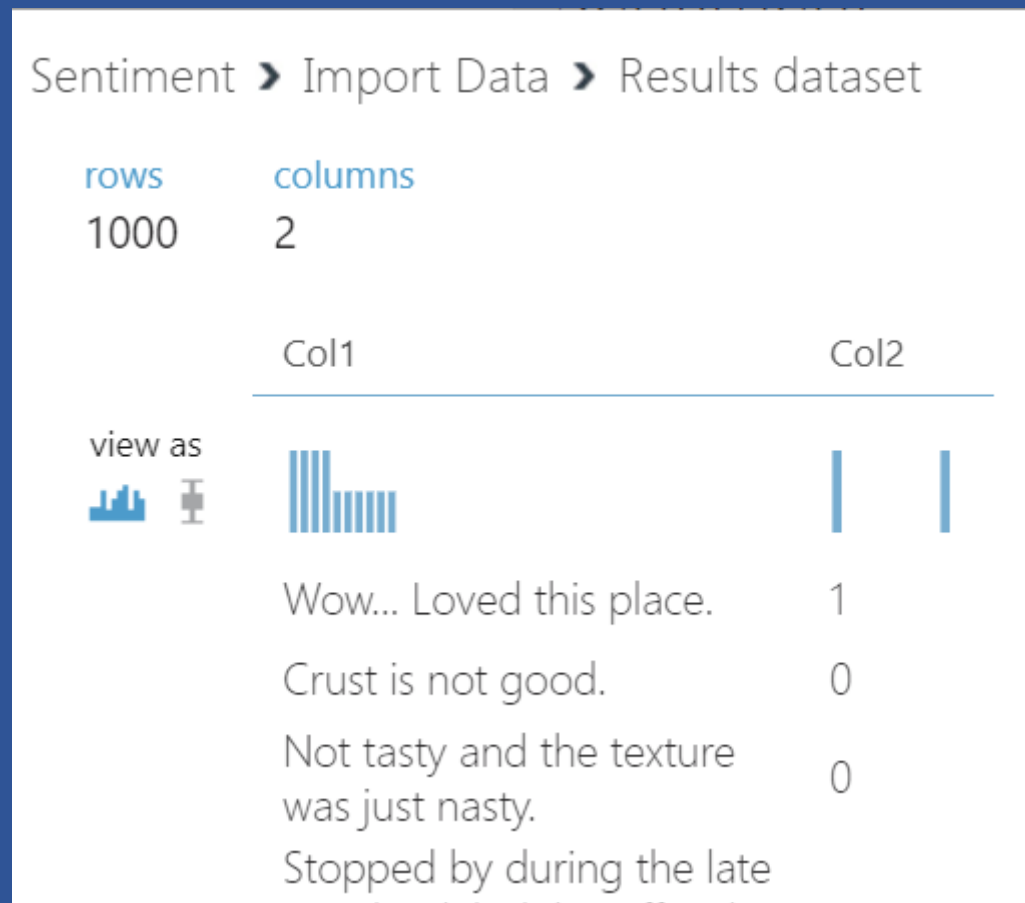 Sentiment > Import Data > Results dataset
rows columns
1000 2
Col1 Col2
view as
Wow... Loved this place. 1
Crust is not good. 0
Not tasty and the texture
was just nasty. 0
Stopped by during the late